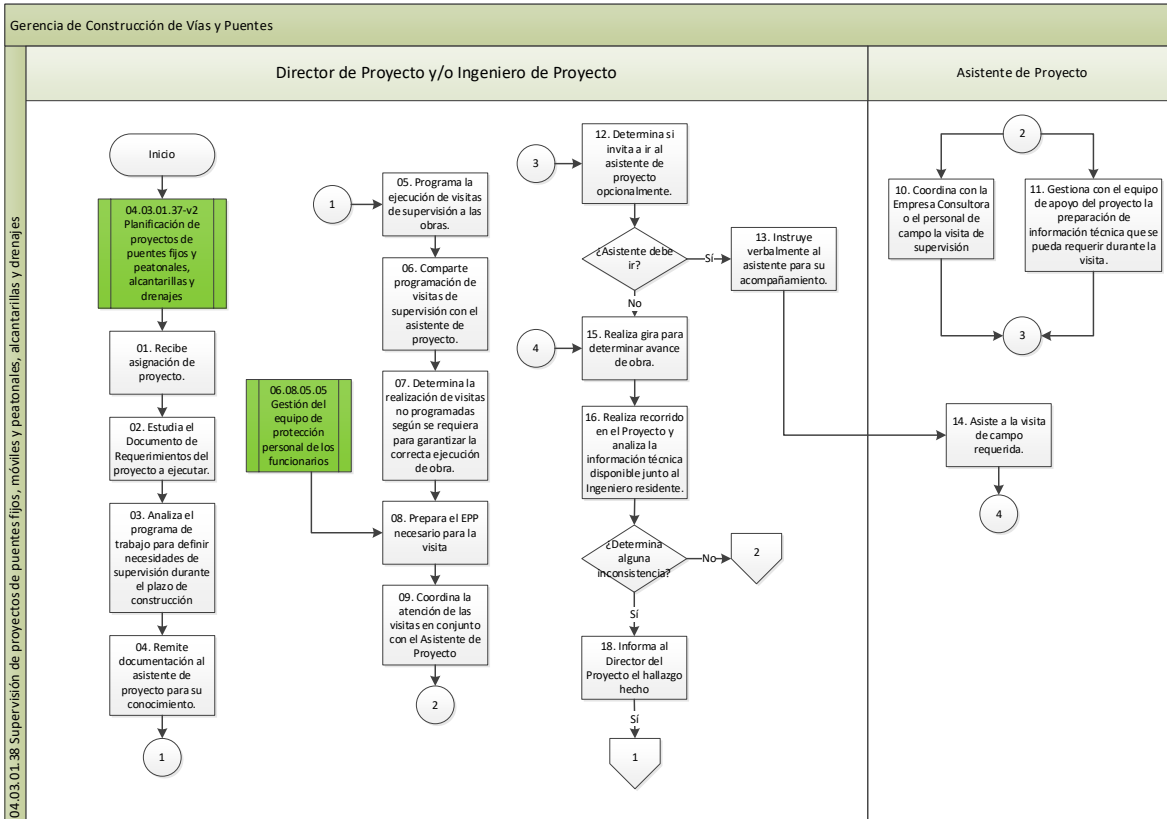 Gerencia de Construcción de Vías y Puentes
04.03.01.38 Supervisión de proyectos de puentes fijos, móviles y peatonales, alcantarillas y drenajes
Director de Proyecto y/o Ingeniero de Proyecto
Asistente de Proyecto
Inicio
04.03.01.37-v2
Planificación de
proyectos de
puentes fijos y
peatonales,
alcantarillas y
drenajes
01. Recibe
asignación de
proyecto.
02. Estudia el
Documento de
Requerimientos del
proyecto a ejecutar.
03. Analiza el
programa de
trabajo para definir
necesidades de
supervisión durante
el plazo de
construcción
04. Remite
documentación al
asistente de
proyecto para su
conocimiento.
1
1
05. Programa la
ejecución de visitas
de supervisión a las
obras.
06. Comparte
programación de
visitas de
supervisión con el
asistente de
proyecto.
07. Determina la
realización de visitas
no programadas
según se requiera
para garantizar la
correcta ejecución
de obra.
06.08.05.05
Gestión del
equipo de
protección
personal de los
funcionarios
08. Prepara el EPP
necesario para la
visita
09. Coordina la
atención de las
visitas en conjunto
con el Asistente de
Proyecto
2
3
12. Determina si
invita a ir al
asistente de
proyecto
opcionalmente.
¿Asistente debe
ir?
Sí
13. Instruye
verbalmente al
asistente para su
acompañamiento.
No
4
15. Realiza gira para
determinar avance
de obra.
16. Realiza recorrido
en el Proyecto y
analiza la
información técnica
disponible junto al
Ingeniero residente.
¿Determina
alguna
inconsistencia?
No
2
Sí
18. Informa al
Director del
Proyecto el hallazgo
hecho
Sí
1
2
10. Coordina con la
Empresa Consultora
o el personal de
campo la visita de
supervisión
11. Gestiona con el equipo
de apoyo del proyecto la
preparación de
información técnica que se
pueda requerir durante la
visita.
3
14. Asiste a la visita
de campo
requerida.
4